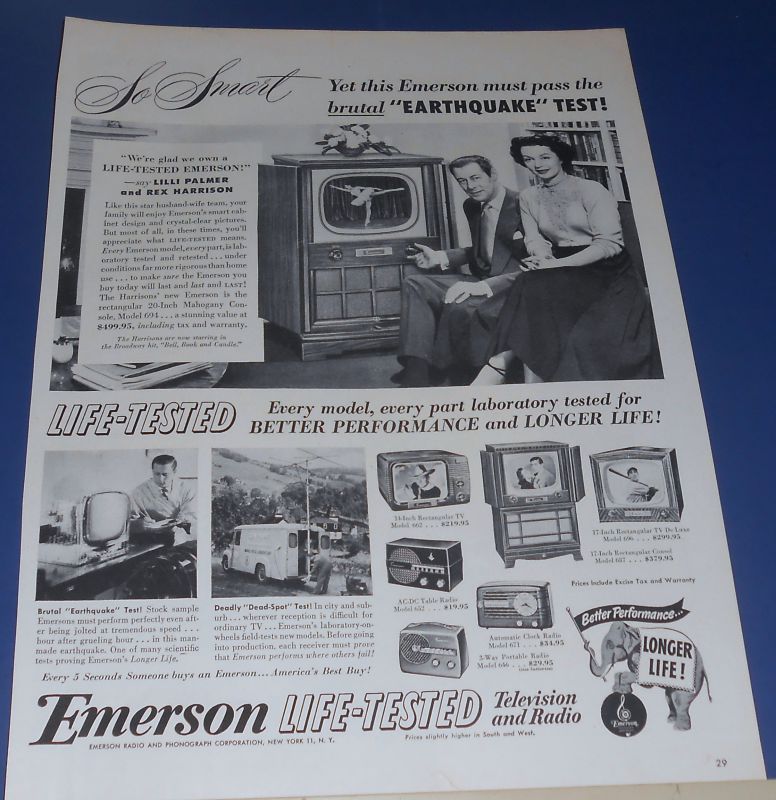 So Smart
Yet this Emerson must pass the
brutal "EARTHQUAKE" TEST!
"We're glad we own a
LIFE-TESTED EMERSON!"
—say LILLI PALMER
and REX HARRISON
Like this star husband-wife team, your
family will enjoy Emerson's smart cab-
inet design and crystal-clear pictures.
But most of all, in these times, you'll
appreciate what LIFE-TESTED means.
Every Emerson model, every part, is lab-
oratory tested and retested . . . under
conditions far more rigorous than home
use . . . to make sure the Emerson you
buy today will last and last and LAST!
The Harrisons' new Emerson is the
rectangular 20-Inch Mahogany Con-
sole, Model 694 . . . a stunning value at
$499.95, including tax and warranty.
The Harrisons are now starring in
the Broadway hit, "Bell, Book and Candle."
LIFE-TESTED
Every model, every part laboratory tested for
BETTER PERFORMANCE and LONGER LIFE!
14-Inch Rectangular TV
Model 662 . . . $219.95
17-Inch Rectangular TV De Luxe
Model 696 . . . $299.95
17-Inch Rectangular Consol
Model 687 . . . $379.95
Prices Include Excise Tax and Warranty
AC-DC Table Radio
Model 652 . . . $19.95
Automatic Clock Radio
Model 671 . . . $34.95
3-Way Portable Radio
Model 646 . . . $29.95
Brutal "Earthquake" Test! Stock sample
Emersons must perform perfectly even aft-
er being jolted at tremendous speed . . .
hour after grueling hour . . . in this man-
made earthquake. One of many scientific
tests proving Emerson's Longer Life.
Deadly "Dead-Spot" Test! In city and sub-
urb . . . wherever reception is difficult for
ordinary TV . . . Emerson's laboratory-on-
wheels field-tests new models. Before going
into production, each receiver must prove
that Emerson performs where others fail!
Every 5 Seconds Someone buys an Emerson...America's Best Buy!
Better Performance...
LONGER
LIFE!
Emerson
Emerson LIFE-TESTED Television
and Radio
EMERSON RADIO AND PHONOGRAPH CORPORATION, NEW YORK 11, N. Y.
Prices slightly higher in South and West.
29